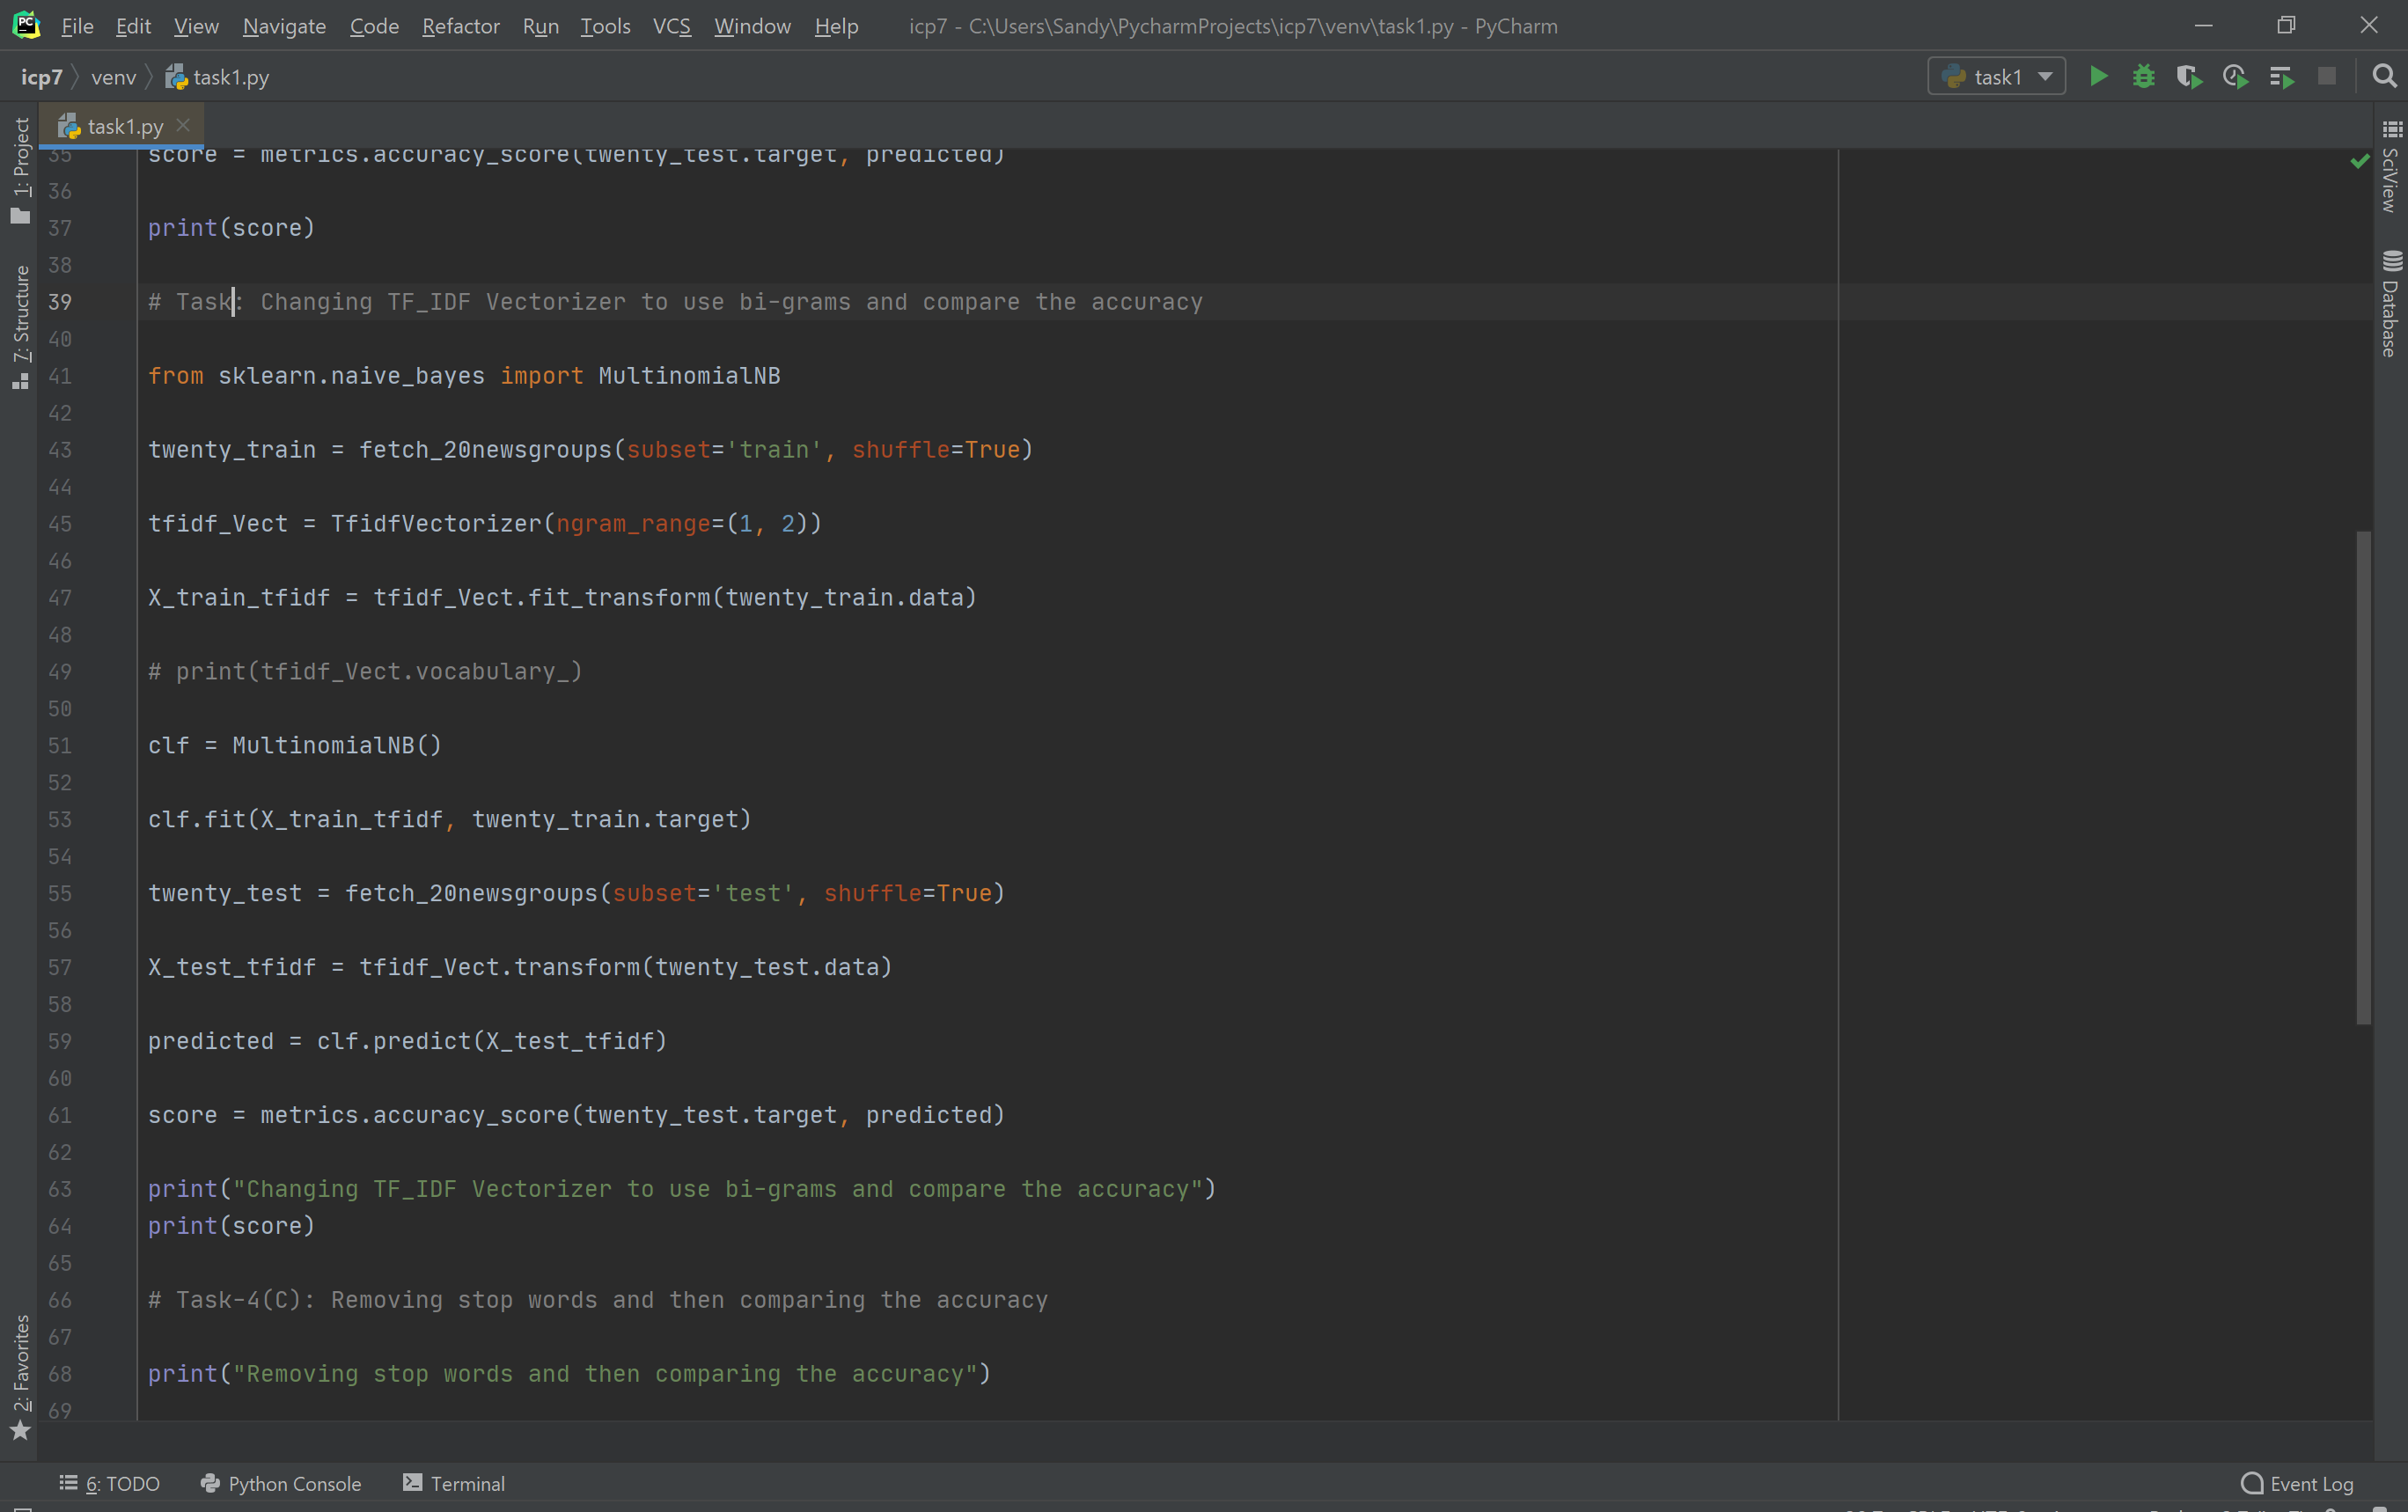 File Edit View Navigate Code Refactor Run Tools VCS Window Help icp7 - C:\Users\Sandy\PycharmProjects\icp7\venv\task1.py - PyCharm
icp7 venv task1.py task1
task1.py
1: Project
7: Structure
2: Favorites
SciView
Database
35 score = metrics.accuracy_score(twenty_test.target, predicted)
36
37 print(score)
38
39 # Task: Changing TF_IDF Vectorizer to use bi-grams and compare the accuracy
40
41 from sklearn.naive_bayes import MultinomialNB
42
43 twenty_train = fetch_20newsgroups(subset='train', shuffle=True)
44
45 tfidf_Vect = TfidfVectorizer(ngram_range=(1, 2))
46
47 X_train_tfidf = tfidf_Vect.fit_transform(twenty_train.data)
48
49 # print(tfidf_Vect.vocabulary_)
50
51 clf = MultinomialNB()
52
53 clf.fit(X_train_tfidf, twenty_train.target)
54
55 twenty_test = fetch_20newsgroups(subset='test', shuffle=True)
56
57 X_test_tfidf = tfidf_Vect.transform(twenty_test.data)
58
59 predicted = clf.predict(X_test_tfidf)
60
61 score = metrics.accuracy_score(twenty_test.target, predicted)
62
63 print("Changing TF_IDF Vectorizer to use bi-grams and compare the accuracy")
64 print(score)
65
66 # Task-4(C): Removing stop words and then comparing the accuracy
67
68 print("Removing stop words and then comparing the accuracy")
69
6: TODO Python Console Terminal Event Log